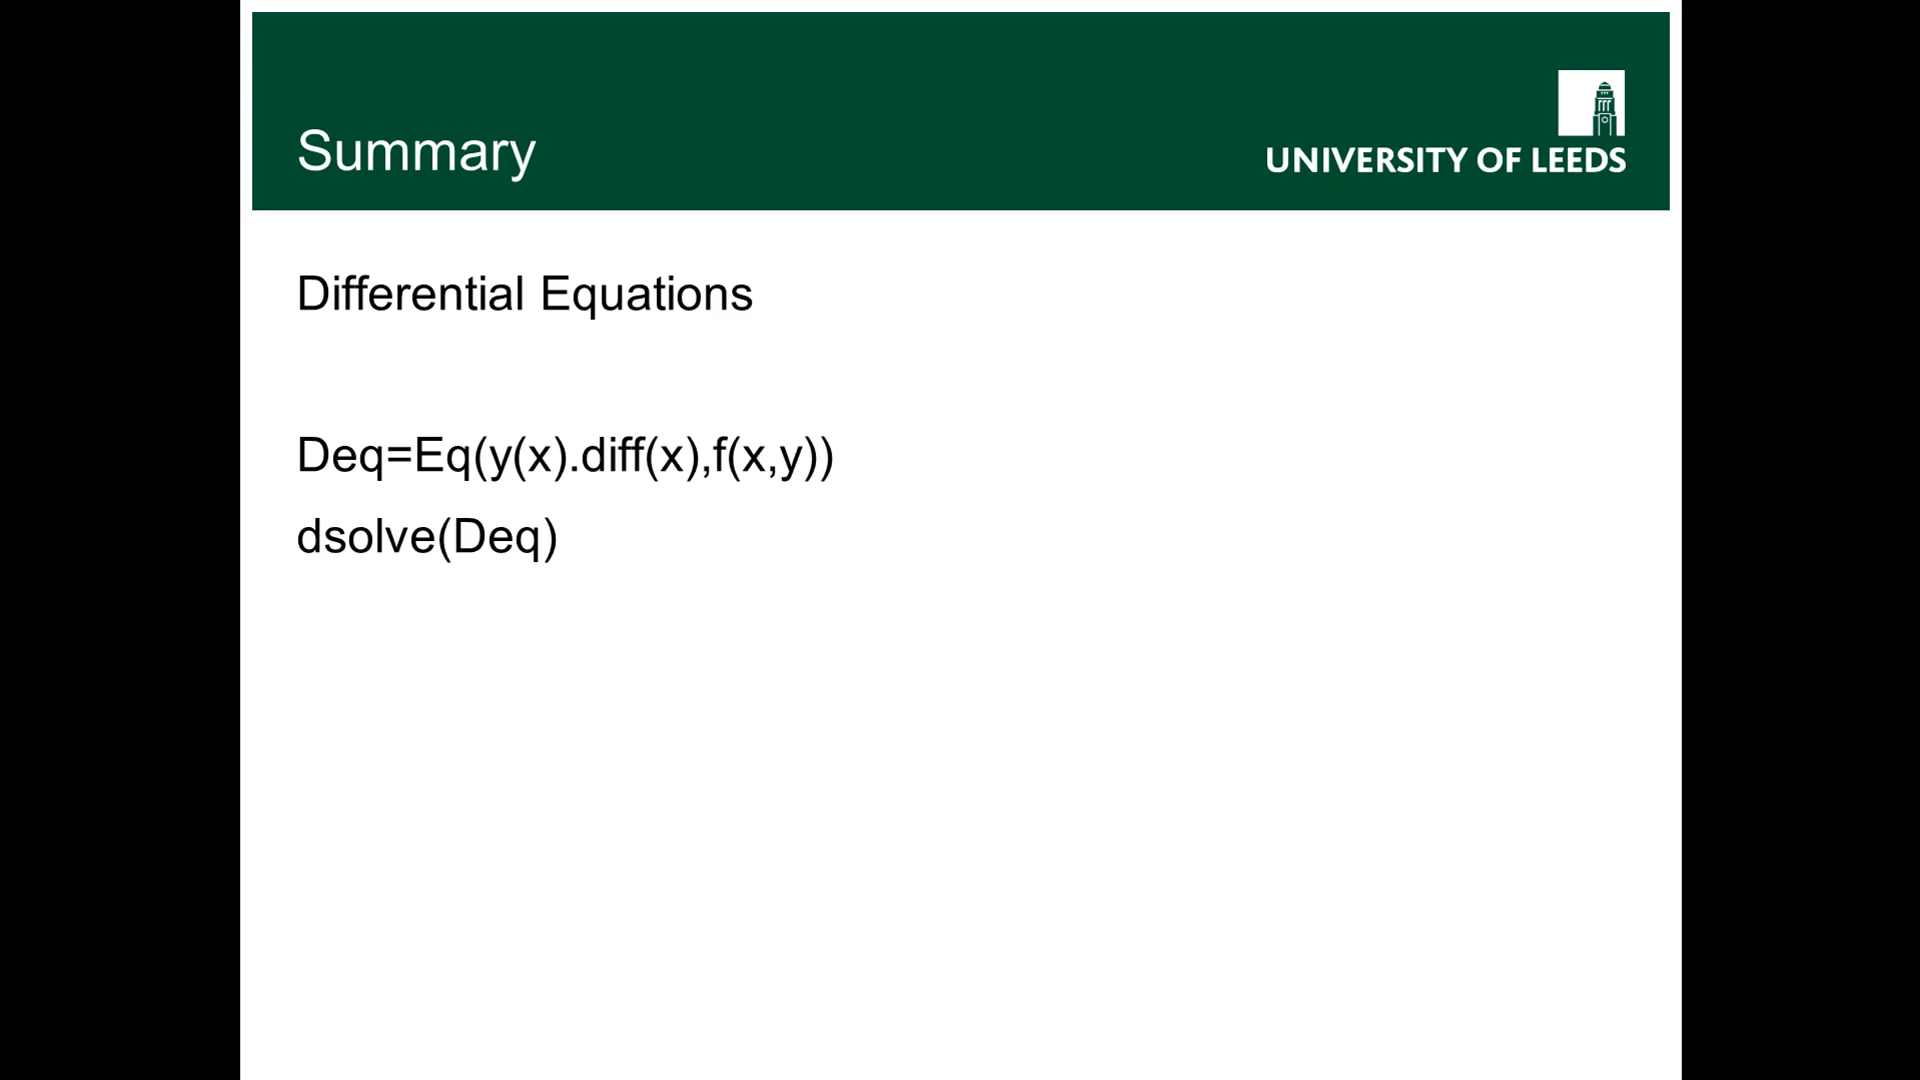 Summary
UNIVERSITY OF LEEDS
Differential Equations
Deq=Eq(y(x).diff(x),f(x,y))
dsolve(Deq)